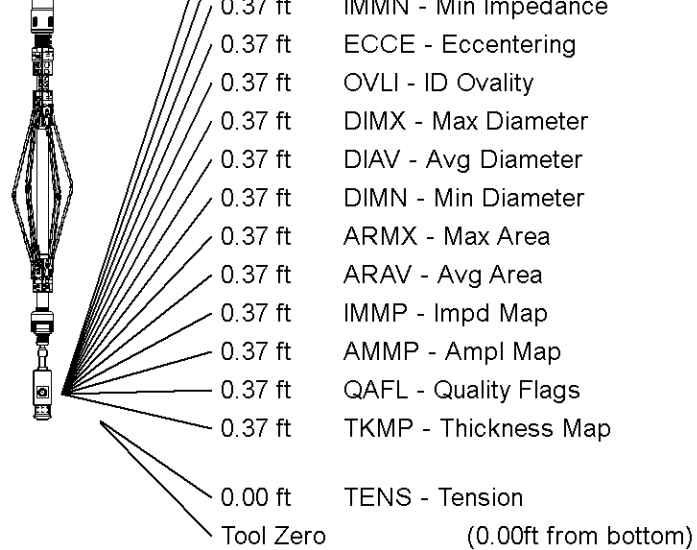 0.37 ft IMMN - Min Impedance
0.37 ft ECCE - Eccentering
0.37 ft OVLI - ID Ovality
0.37 ft DIMX - Max Diameter
0.37 ft DIAV - Avg Diameter
0.37 ft DIMN - Min Diameter
0.37 ft ARMX - Max Area
0.37 ft ARAV - Avg Area
0.37 ft IMMP - Impd Map
0.37 ft AMMP - Ampl Map
0.37 ft QAFL - Quality Flags
0.37 ft TKMP - Thickness Map
0.00 ft TENS - Tension
Tool Zero (0.00ft from bottom)